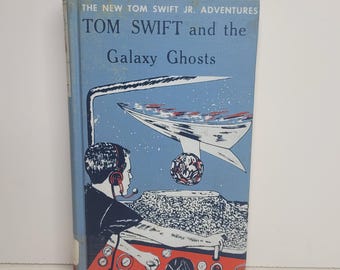 THE NEW TOM SWIFT JR. ADVENTURES
TOM SWIFT and the
Galaxy Ghosts